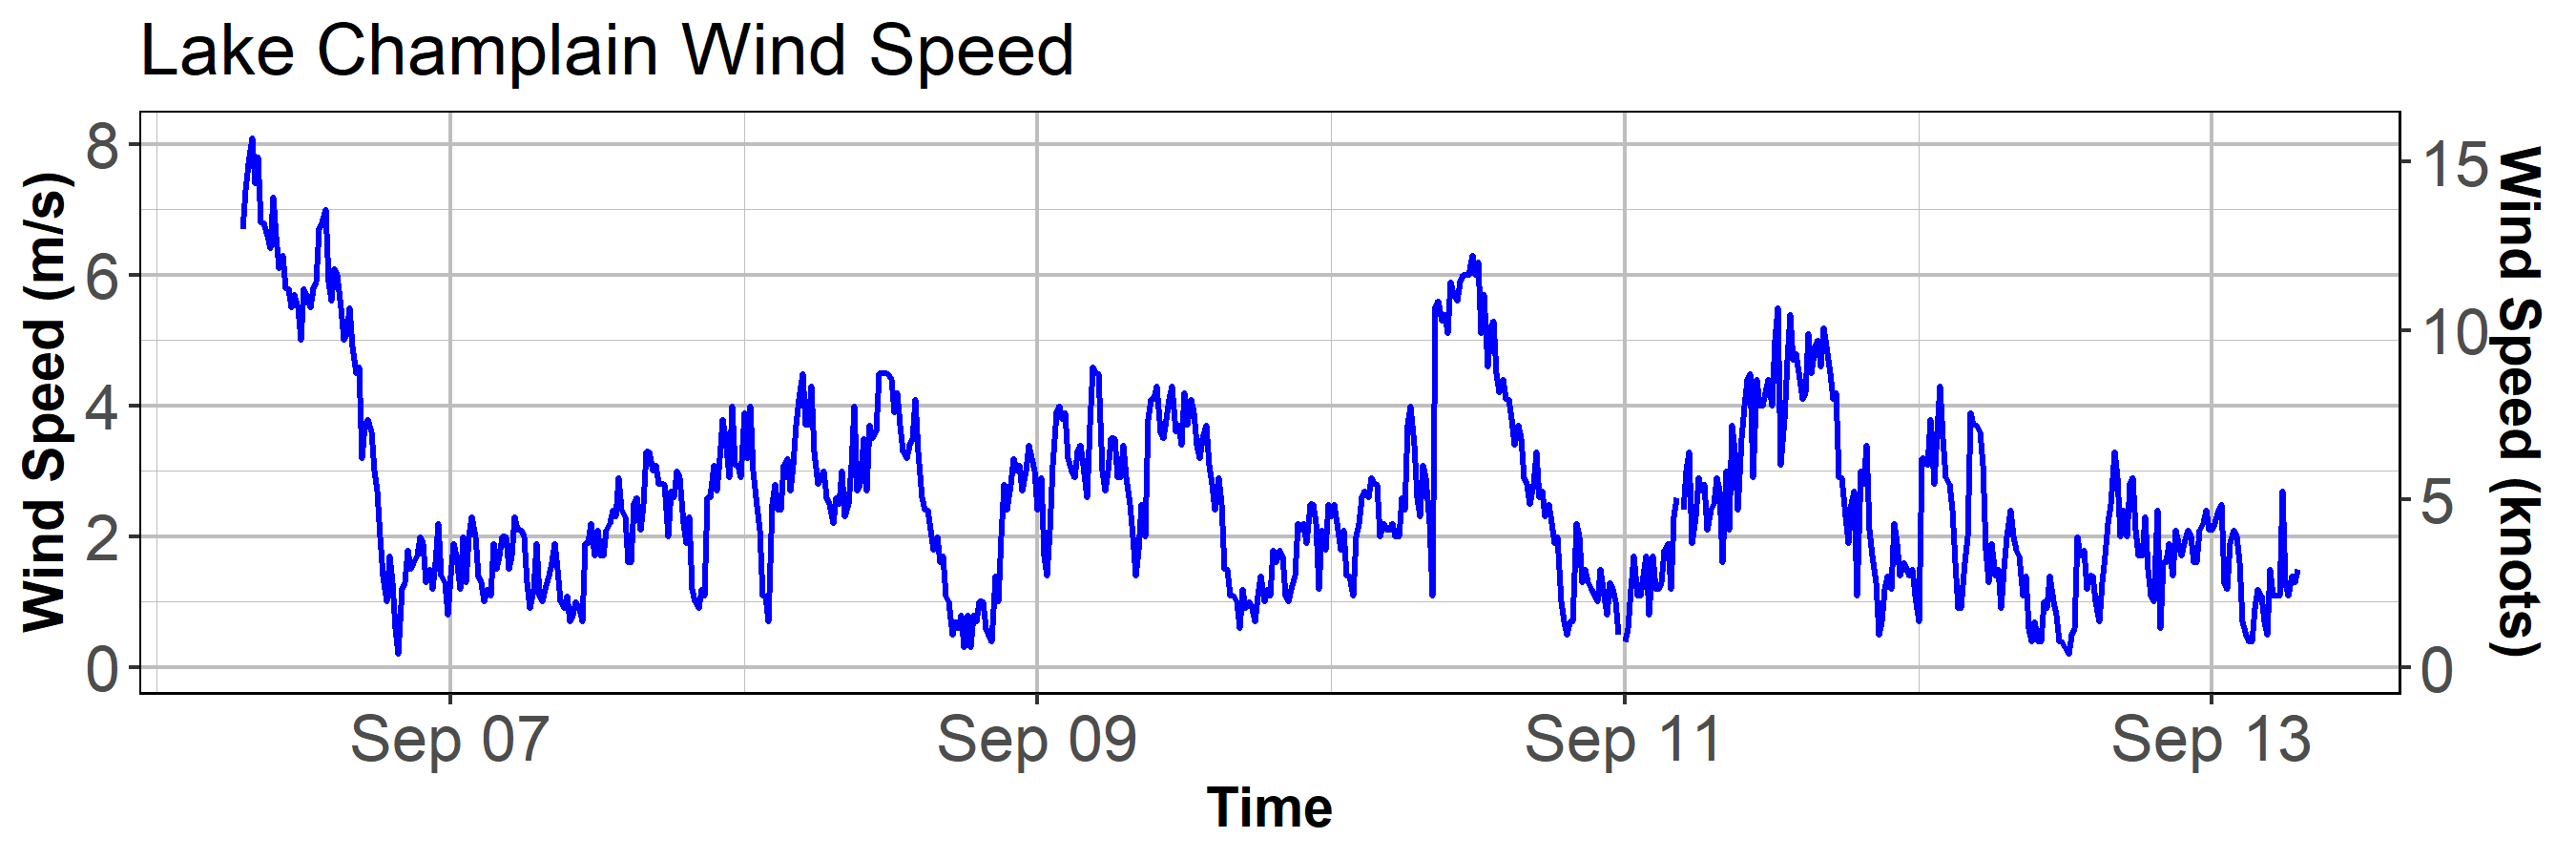 Lake Champlain Wind Speed
Wind Speed (m/s)
8
6
4
2
0
15
10
5
0
Wind Speed (knots)
Sep 07 Sep 09 Sep 11 Sep 13
Time